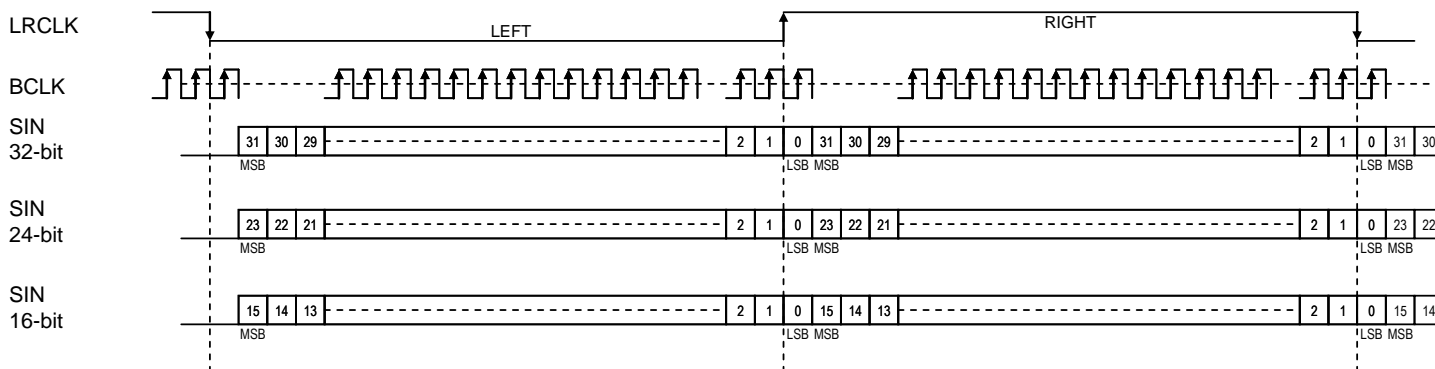 LRCLK
LEFT
RIGHT
BCLK
SIN
32-bit
31 30 29 2 1 0 31 30 29 2 1 0 31 30
MSB LSB MSB LSB MSB
SIN
24-bit
23 22 21 2 1 0 23 22 21 2 1 0 23 22
MSB LSB MSB LSB MSB
SIN
16-bit
15 14 13 2 1 0 15 14 13 2 1 0 15 14
MSB LSB MSB LSB MSB